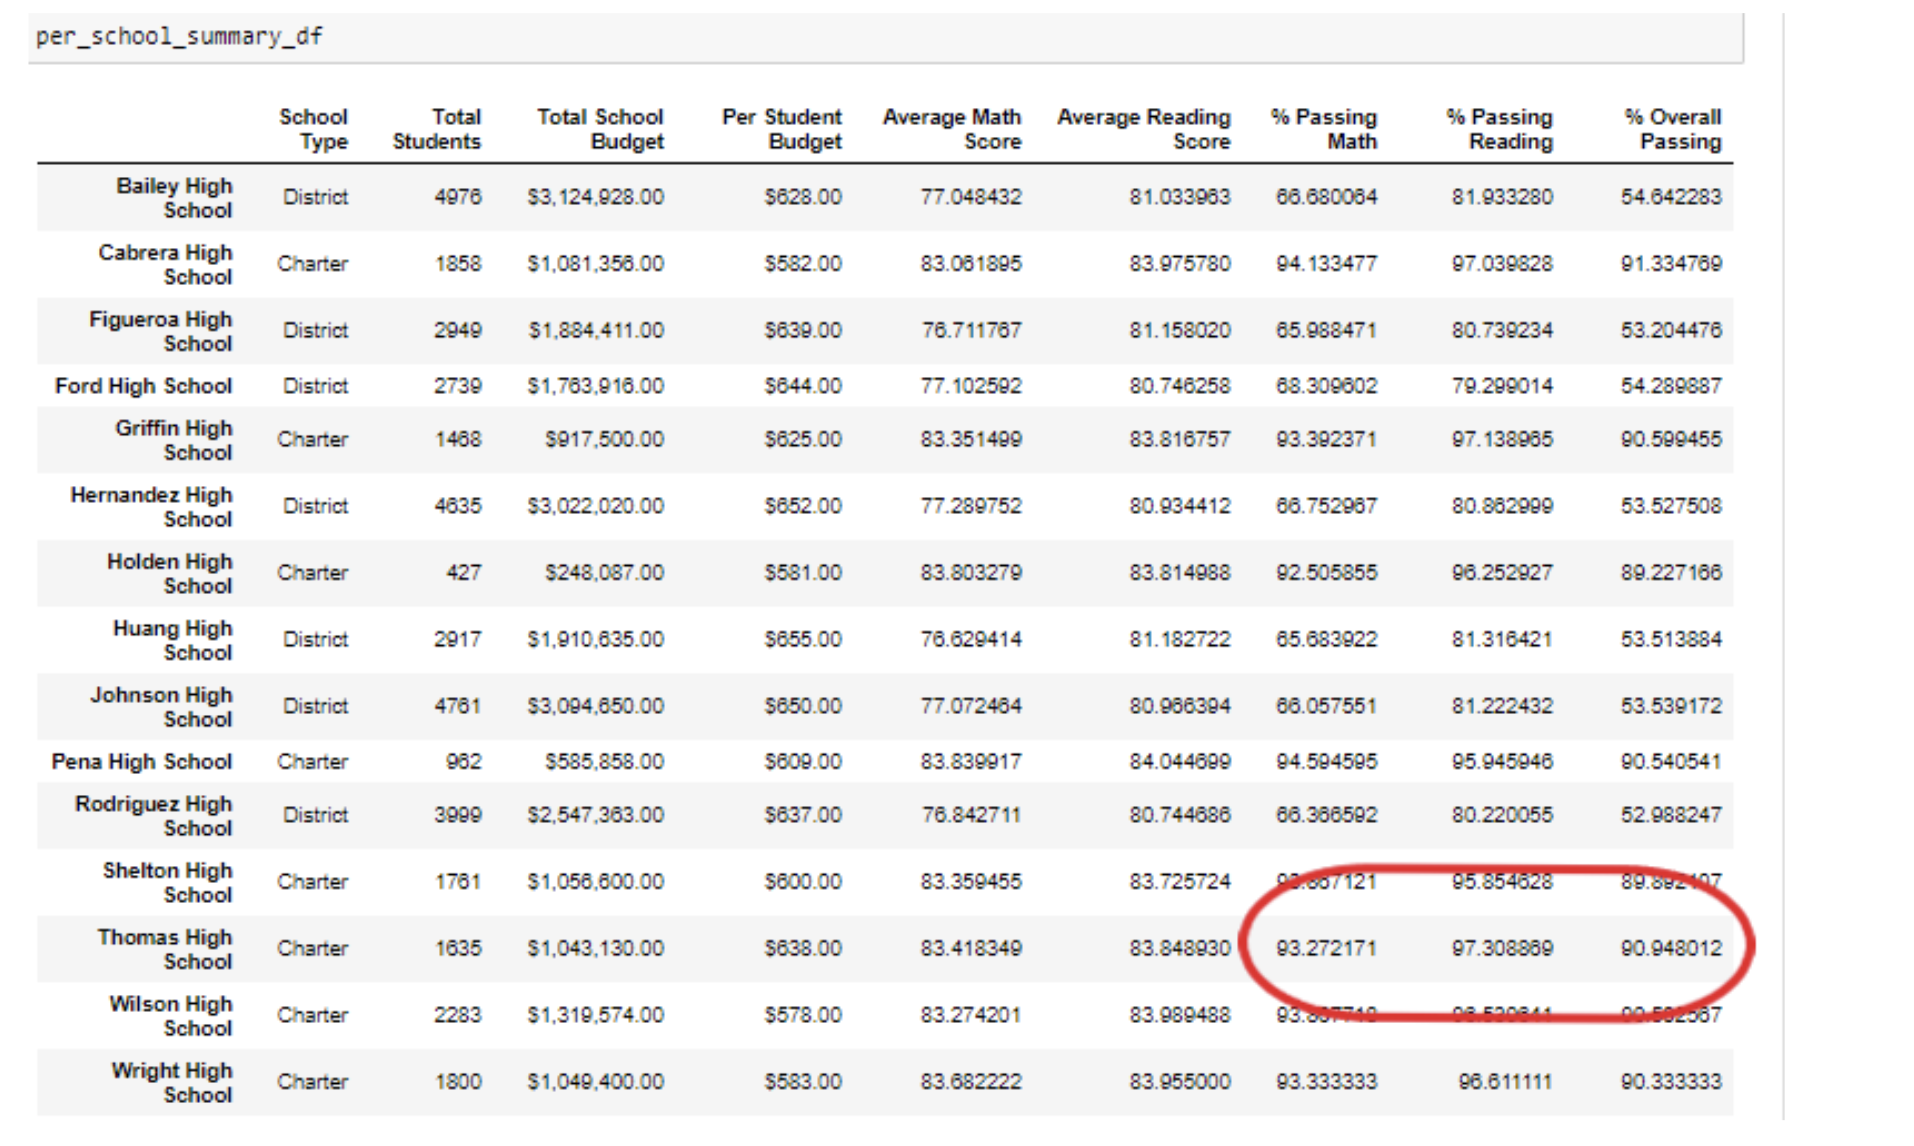 per_school_summary_df
School Type Total Students Total School Budget Per Student Budget Average Math Score Average Reading Score % Passing Math % Passing Reading % Overall Passing
Bailey High School District 4976 $3,124,928.00 $628.00 77.048432 81.033963 66.680064 81.933280 54.642283
Cabrera High School Charter 1858 $1,081,356.00 $582.00 83.061895 83.975780 94.133477 97.039828 91.334769
Figueroa High School District 2949 $1,884,411.00 $639.00 76.711767 81.158020 65.988471 80.739234 53.204476
Ford High School District 2739 $1,763,916.00 $644.00 77.102592 80.746258 68.309602 79.299014 54.289887
Griffin High School Charter 1468 $917,500.00 $625.00 83.351499 83.816757 93.392371 97.138965 90.599455
Hernandez High School District 4635 $3,022,020.00 $652.00 77.289752 80.934412 66.752967 80.862999 53.527508
Holden High School Charter 427 $248,087.00 $581.00 83.803279 83.814988 92.505855 96.252927 89.227166
Huang High School District 2917 $1,910,635.00 $655.00 76.629414 81.182722 65.683922 81.316421 53.513884
Johnson High School District 4761 $3,094,650.00 $650.00 77.072464 80.966394 66.057551 81.222432 53.539172
Pena High School Charter 962 $585,858.00 $609.00 83.839917 84.044699 94.594595 95.945946 90.540541
Rodriguez High School District 3999 $2,547,363.00 $637.00 76.842711 80.744686 66.366592 80.220055 52.988247
Shelton High School Charter 1761 $1,056,600.00 $600.00 83.359455 83.725724 95.854628
Thomas High School Charter 1635 $1,043,130.00 $638.00 83.418349 83.848930 93.272171 97.308869 90.948012
Wilson High School Charter 2283 $1,319,574.00 $578.00 83.274201 83.989488
Wright High School Charter 1800 $1,049,400.00 $583.00 83.682222 83.955000 93.333333 96.611111 90.333333